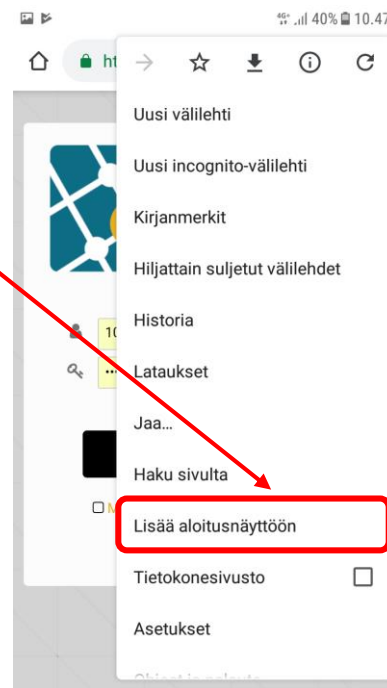 4G+ 40% 10.47
ht
Uusi välilehti
Uusi incognito-välilehti
Kirjanmerkit
Hiljattain suljetut välilehdet
Historia
10
Lataukset
Jaa...
Haku sivulta
M
Lisää aloitusnäyttöön
Tietokonesivusto
Asetukset